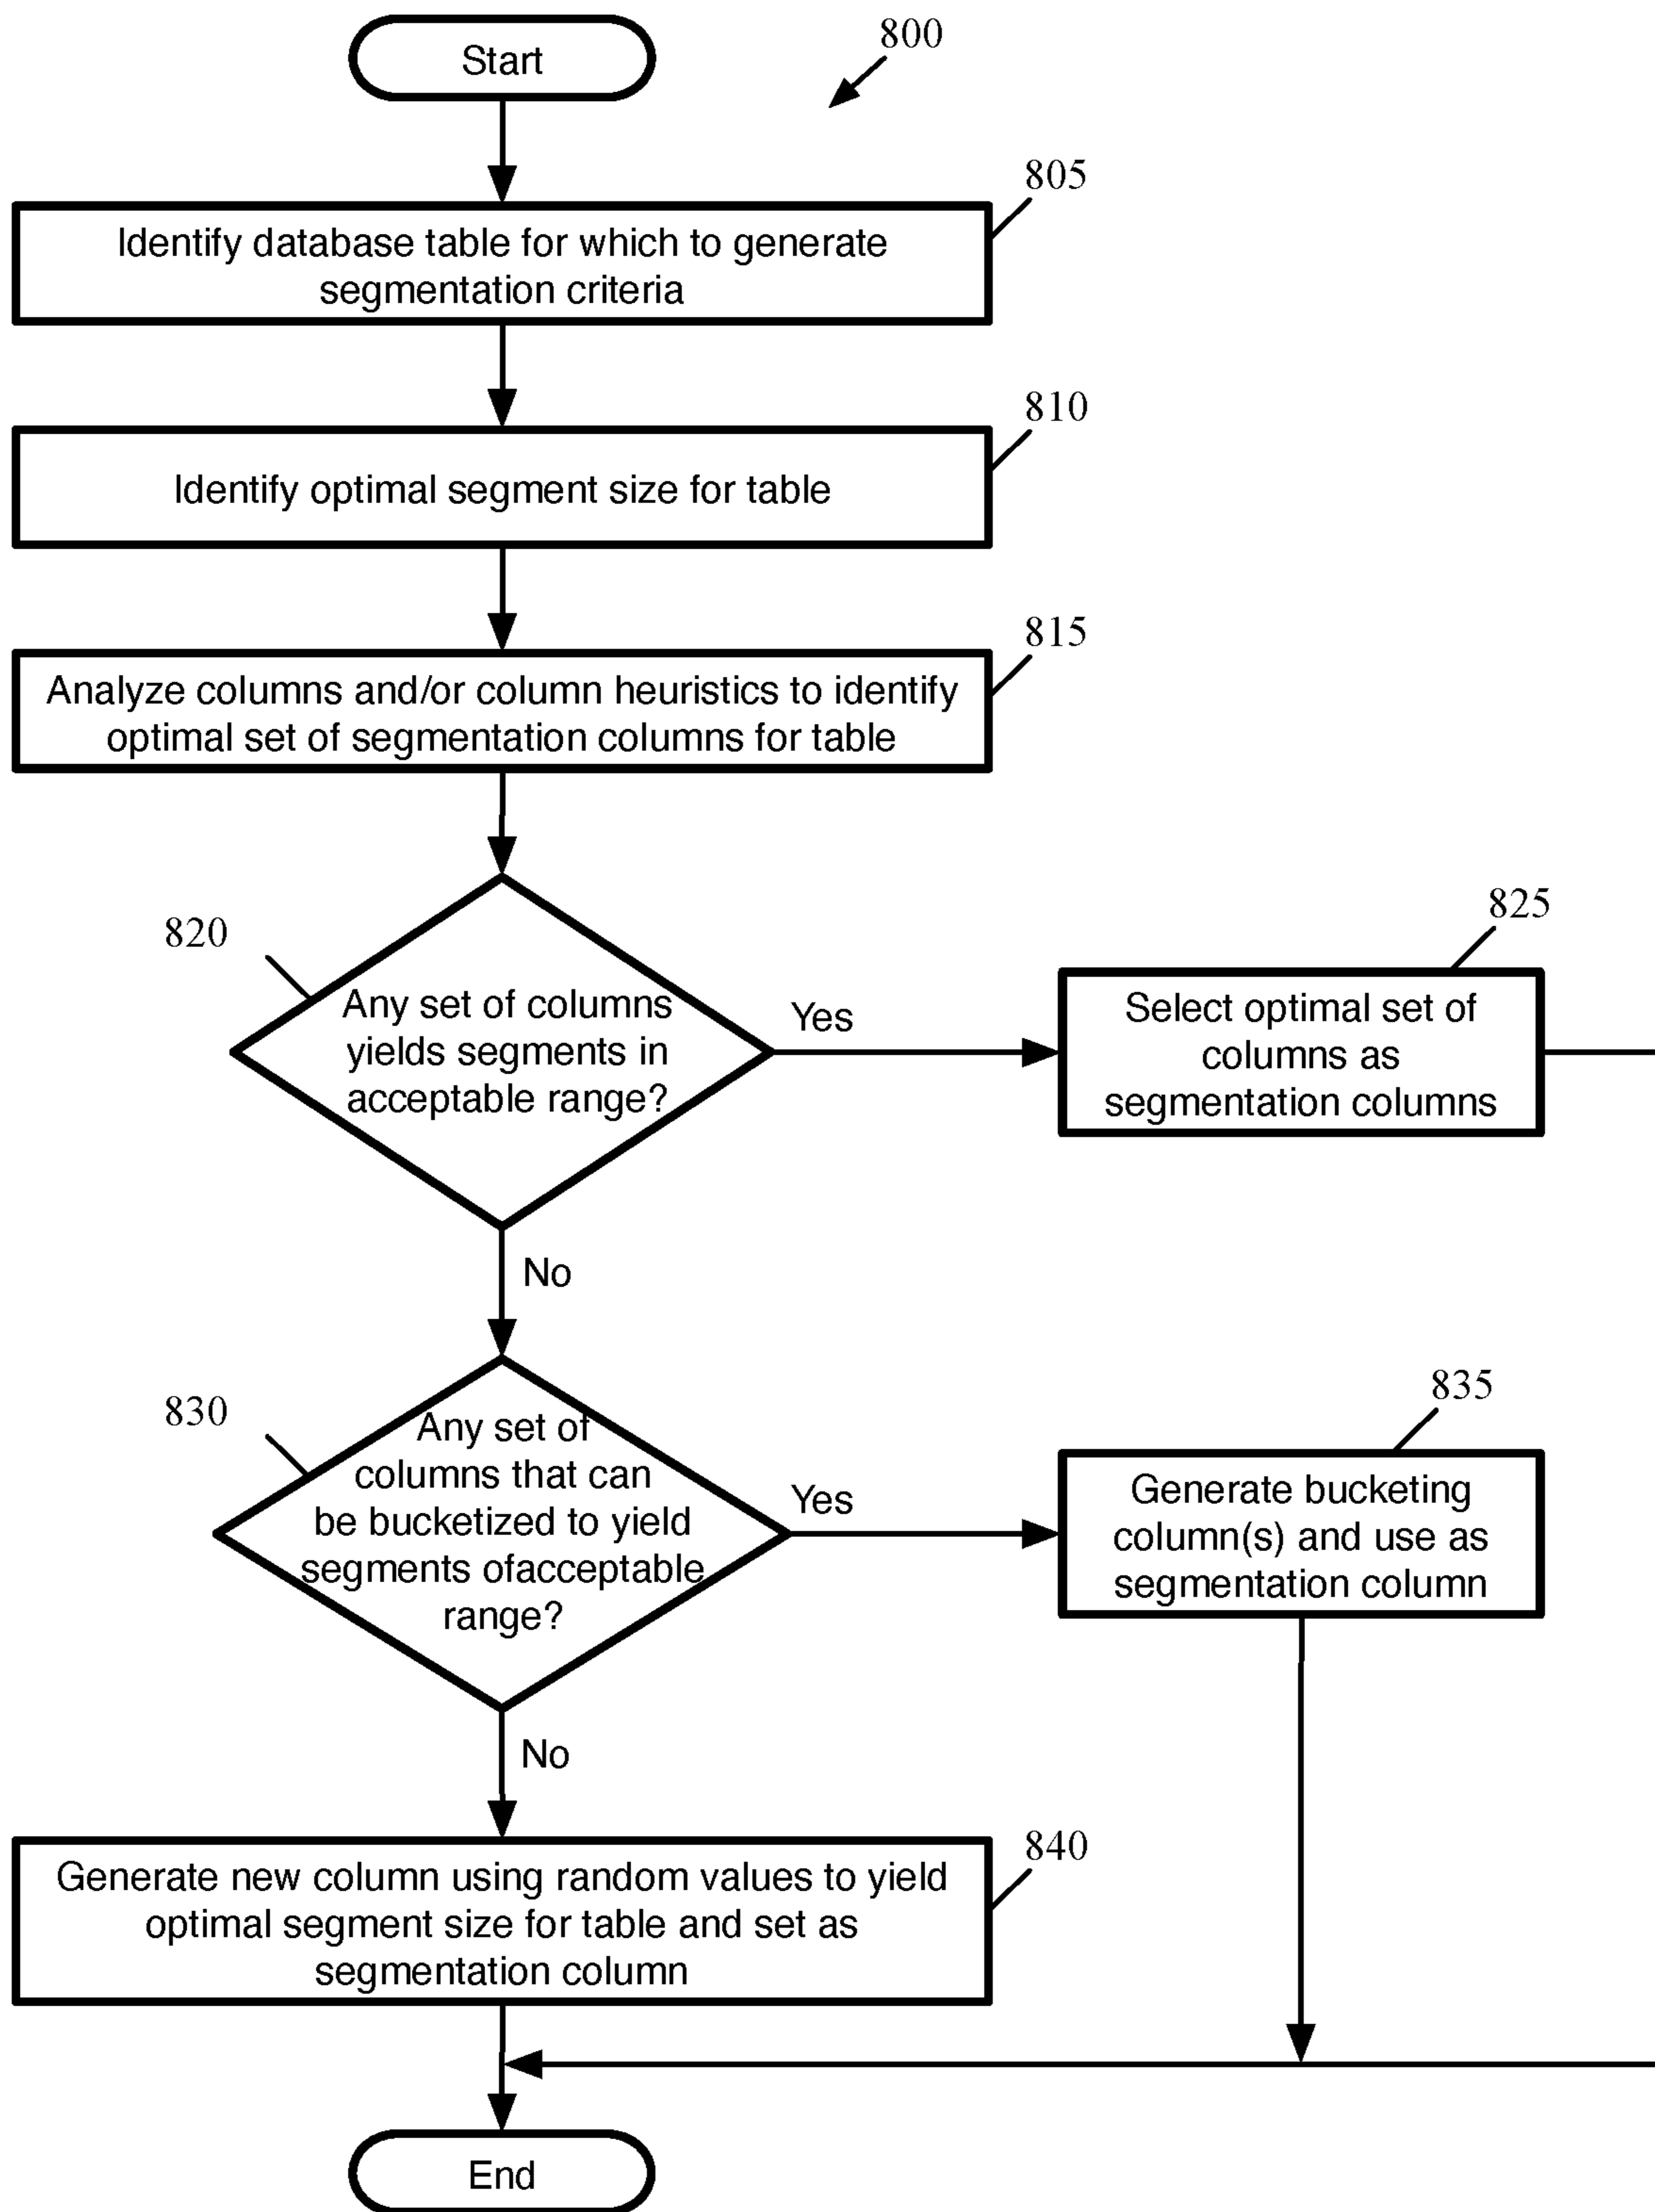 Start
800
805
Identify database table for which to generate
segmentation criteria
810
Identify optimal segment size for table
815
Analyze columns and/or column heuristics to identify
optimal set of segmentation columns for table
820
Any set of columns
yields segments in
acceptable range?
Yes
825
Select optimal set of
columns as
segmentation columns
No
830
Any set of
columns that can
be bucketized to yield
segments ofacceptable
range?
Yes
835
Generate bucketing
column(s) and use as
segmentation column
No
840
Generate new column using random values to yield
optimal segment size for table and set as
segmentation column
End